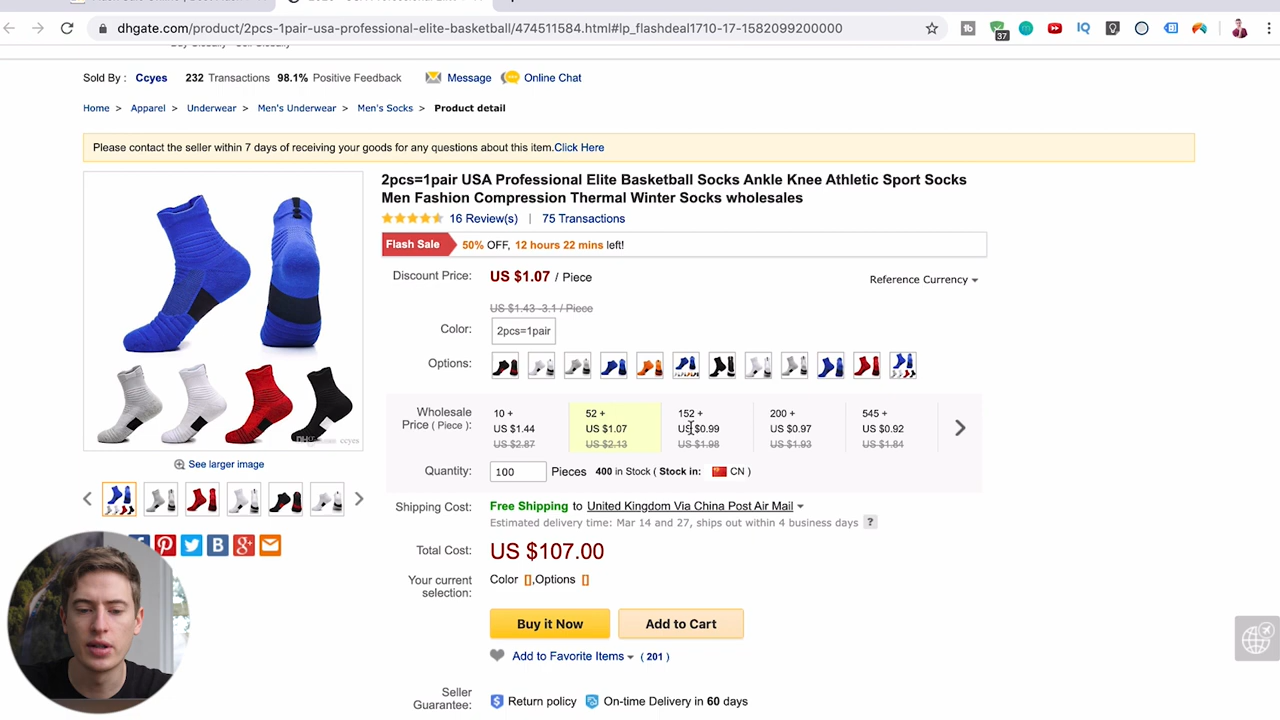 dhgate.com/product/2pcs-1pair-usa-professional-elite-basketball/474511584.html#lp_flashdeal1710-17-1582099200000
37
IQ
Sold By : Ccyes 232 Transactions 98.1% Positive Feedback Message Online Chat
Home > Apparel > Underwear > Men's Underwear > Men's Socks > Product detail
Please contact the seller within 7 days of receiving your goods for any questions about this item.Click Here
2pcs=1pair USA Professional Elite Basketball Socks Ankle Knee Athletic Sport Socks
Men Fashion Compression Thermal Winter Socks wholesales
16 Review(s) | 75 Transactions
Flash Sale 50% OFF, 12 hours 22 mins left!
Discount Price: US $1.07 / Piece Reference Currency
US $1.43 -3.1 / Piece
Color: 2pcs=1pair
Options:
Wholesale Price ( Piece ):
10 + 52 + 152 + 200 + 545 +
US $1.44 US $1.07 US $0.99 US $0.97 US $0.92
US $2.87 US $2.13 US $1.98 US $1.93 US $1.84
ccyes
See larger image
Quantity: 100 Pieces 400 in Stock ( Stock in: CN )
Shipping Cost: Free Shipping to United Kingdom Via China Post Air Mail
Estimated delivery time: Mar 14 and 27, ships out within 4 business days ?
Total Cost: US $107.00
Your current selection: Color [],Options []
Buy it Now Add to Cart
Add to Favorite Items ( 201 )
Seller Guarantee: Return policy On-time Delivery in 60 days